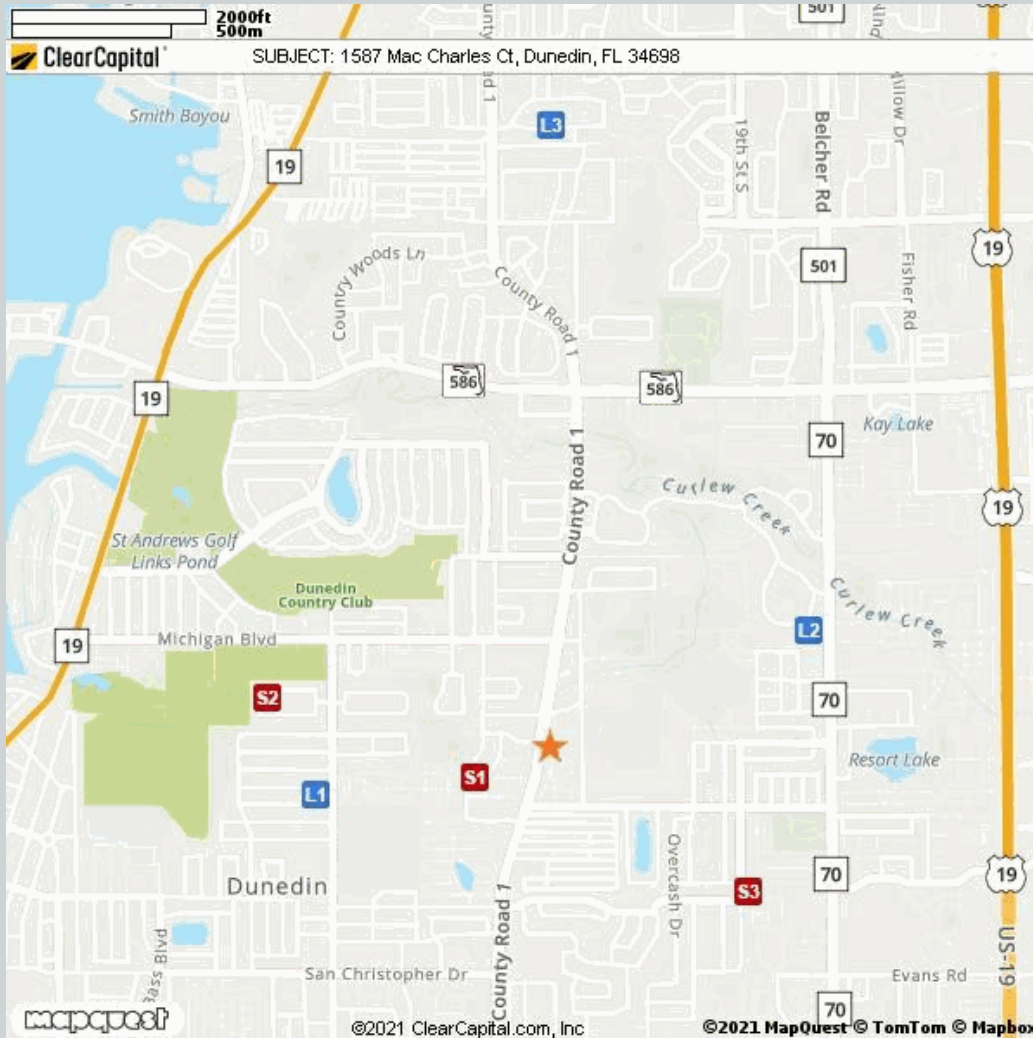 2000ft
500m
501
ClearCapital
SUBJECT: 1587 Mac Charles Ct, Dunedin, FL 34698
Smith Bayou
L3
19th St S
Belcher Rd
Willow Dr
19
19
Country Woods Ln
501
Fisher Rd
County Road 1
19
586
586
70
Kay Lake
County Road 1
Curlew Creek
19
St Andrews Golf
Links Pond
Dunedin
Country Club
Curlew Creek
L2
19
Michigan Blvd
S2
70
S1
Resort Lake
L1
Overcash Dr
Dunedin
S3
70
19
County Road 1
US-19
San Christopher Dr
Evans Rd
70
mapquest
©2021 ClearCapital.com, Inc
©2021 MapQuest © TomTom © Mapbox